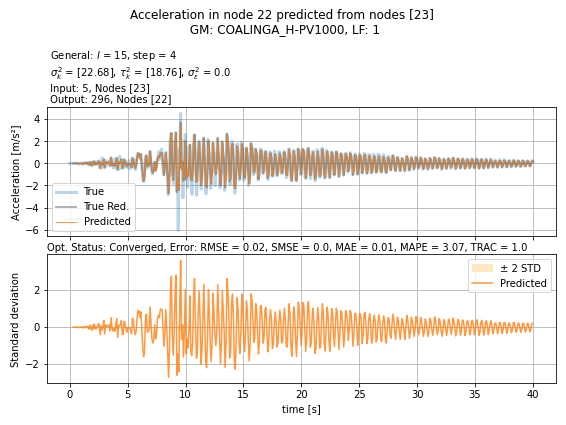 Acceleration in node 22 predicted from nodes [23]
GM: COALINGA_H-PV1000, LF: 1
General: l = 15, step = 4
σ²ₖ = [22.68], τ²ₖ = [18.76], σ²ε = 0.0
Input: 5, Nodes [23]
Output: 296, Nodes [22]
Acceleration [m/s²]
4
2
0
−2
−4
−6
True
True Red.
Predicted
Opt. Status: Converged, Error: RMSE = 0.02, SMSE = 0.0, MAE = 0.01, MAPE = 3.07, TRAC = 1.0
Standard deviation
2
0
−2
± 2 STD
Predicted
0 5 10 15 20 25 30 35 40
time [s]